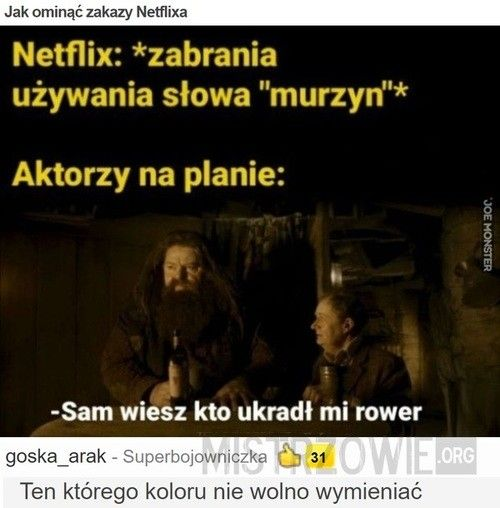 Jak ominąć zakazy Netflixa
Netflix: *zabrania
używania słowa "murzyn"*
Aktorzy na planie:
JOE MONSTER
-Sam wiesz kto ukradł mi rower
goska_arak - Superbojowniczka 31
MISTRZOWIE.ORG
Ten którego koloru nie wolno wymieniać